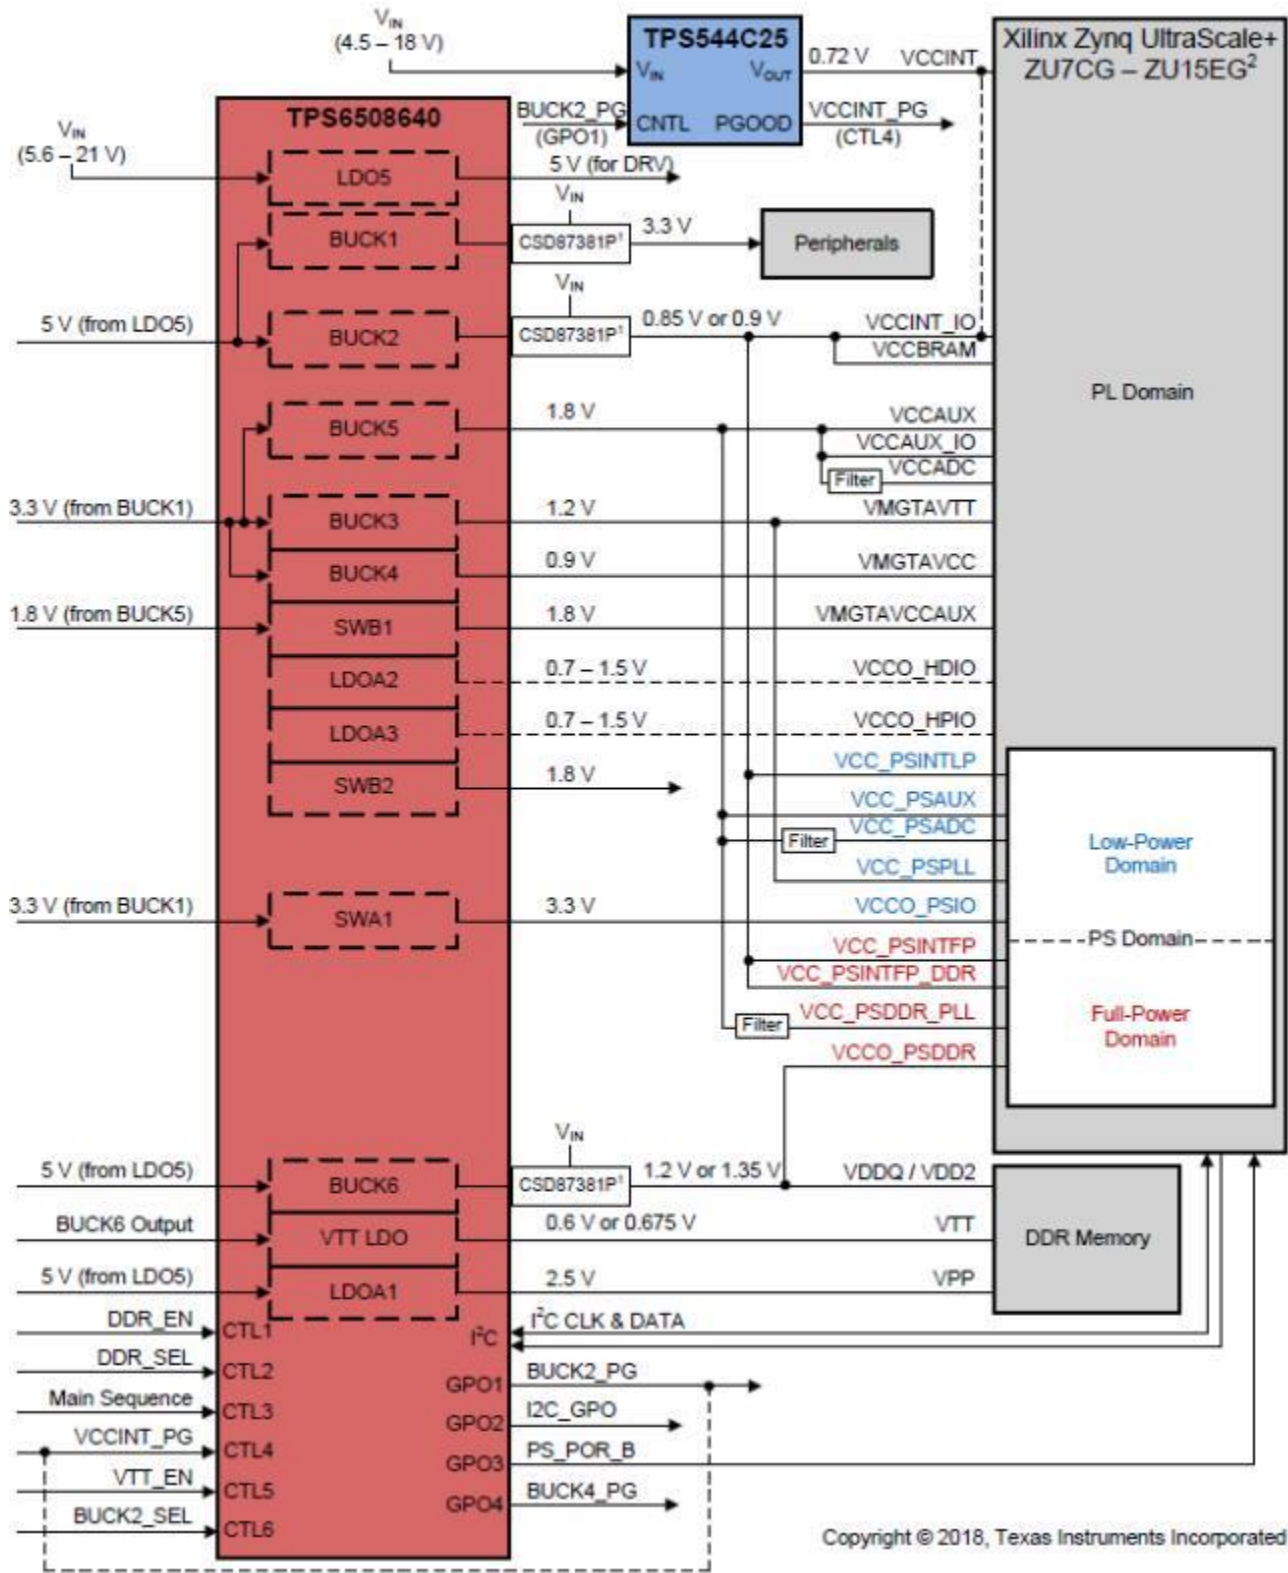 V_IN
(4.5 – 18 V)
TPS544C25
V_IN V_OUT
CNTL PGOOD
0.72 V VCCINT
BUCK2_PG
(GPO1)
VCCINT_PG
(CTL4)
Xilinx Zynq UltraScale+
ZU7CG – ZU15EG²
TPS6508640
V_IN
(5.6 – 21 V)
LDO5
5 V (for DRV)
V_IN
BUCK1
CSD87381P¹
3.3 V
Peripherals
V_IN
5 V (from LDO5)
BUCK2
CSD87381P¹
0.85 V or 0.9 V
VCCINT_IO
VCCBRAM
PL Domain
BUCK5
1.8 V
VCCAUX
VCCAUX_IO
VCCADC
Filter
3.3 V (from BUCK1)
BUCK3
1.2 V
VMGTAVTT
BUCK4
0.9 V
VMGTAVCC
1.8 V (from BUCK5)
SWB1
1.8 V
VMGTAVCCAUX
LDOA2
0.7 – 1.5 V
VCCO_HDIO
LDOA3
0.7 – 1.5 V
VCCO_HPIO
SWB2
1.8 V
VCC_PSINTLP
VCC_PSAUX
VCC_PSADC
Filter
VCC_PSPLL
Low-Power
Domain
3.3 V (from BUCK1)
SWA1
3.3 V
VCCO_PSIO
PS Domain
VCC_PSINTFP
VCC_PSINTFP_DDR
VCC_PSDDR_PLL
Filter
VCCO_PSDDR
Full-Power
Domain
V_IN
5 V (from LDO5)
BUCK6
CSD87381P¹
1.2 V or 1.35 V
VDDQ / VDD2
BUCK6 Output
VTT LDO
0.6 V or 0.675 V
VTT
DDR Memory
5 V (from LDO5)
LDOA1
2.5 V
VPP
DDR_EN
CTL1
I²C
I²C CLK & DATA
DDR_SEL
CTL2
GPO1
BUCK2_PG
Main Sequence
CTL3
GPO2
I2C_GPO
VCCINT_PG
CTL4
GPO3
PS_POR_B
VTT_EN
CTL5
GPO4
BUCK4_PG
BUCK2_SEL
CTL6
Copyright © 2018, Texas Instruments Incorporated